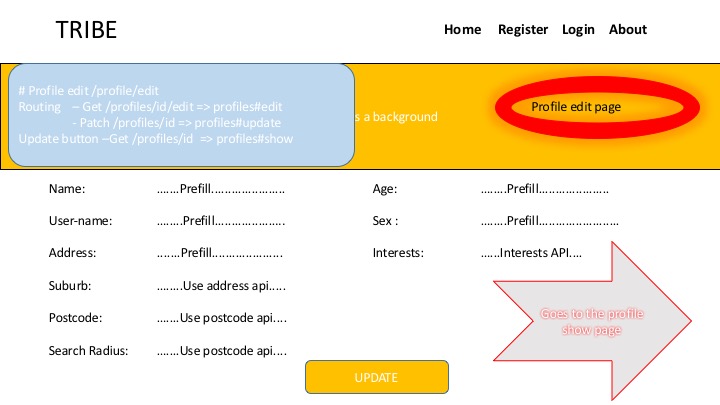 TRIBE
Home Register Login About
# Profile edit /profile/edit
Routing – Get /profiles/id/edit => profiles#edit
- Patch /profiles/id => profiles#update
Update button –Get /profiles/id => profiles#show
s a background
Profile edit page
Name: .......Prefill......................
Age: ........Prefill.....................
User-name: ........Prefill.....................
Sex : ........Prefill........................
Address: .......Prefill.....................
Interests: ......Interests API....
Suburb: ........Use address api.....
Postcode: .......Use postcode api....
Search Radius: .......Use postcode api....
Goes to the profile
show page
UPDATE